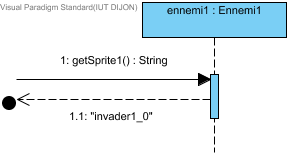 Visual Paradigm Standard(IUT DIJON)
ennemi1 : Ennemi1
1: getSprite1() : String
1.1: "invader1_0"